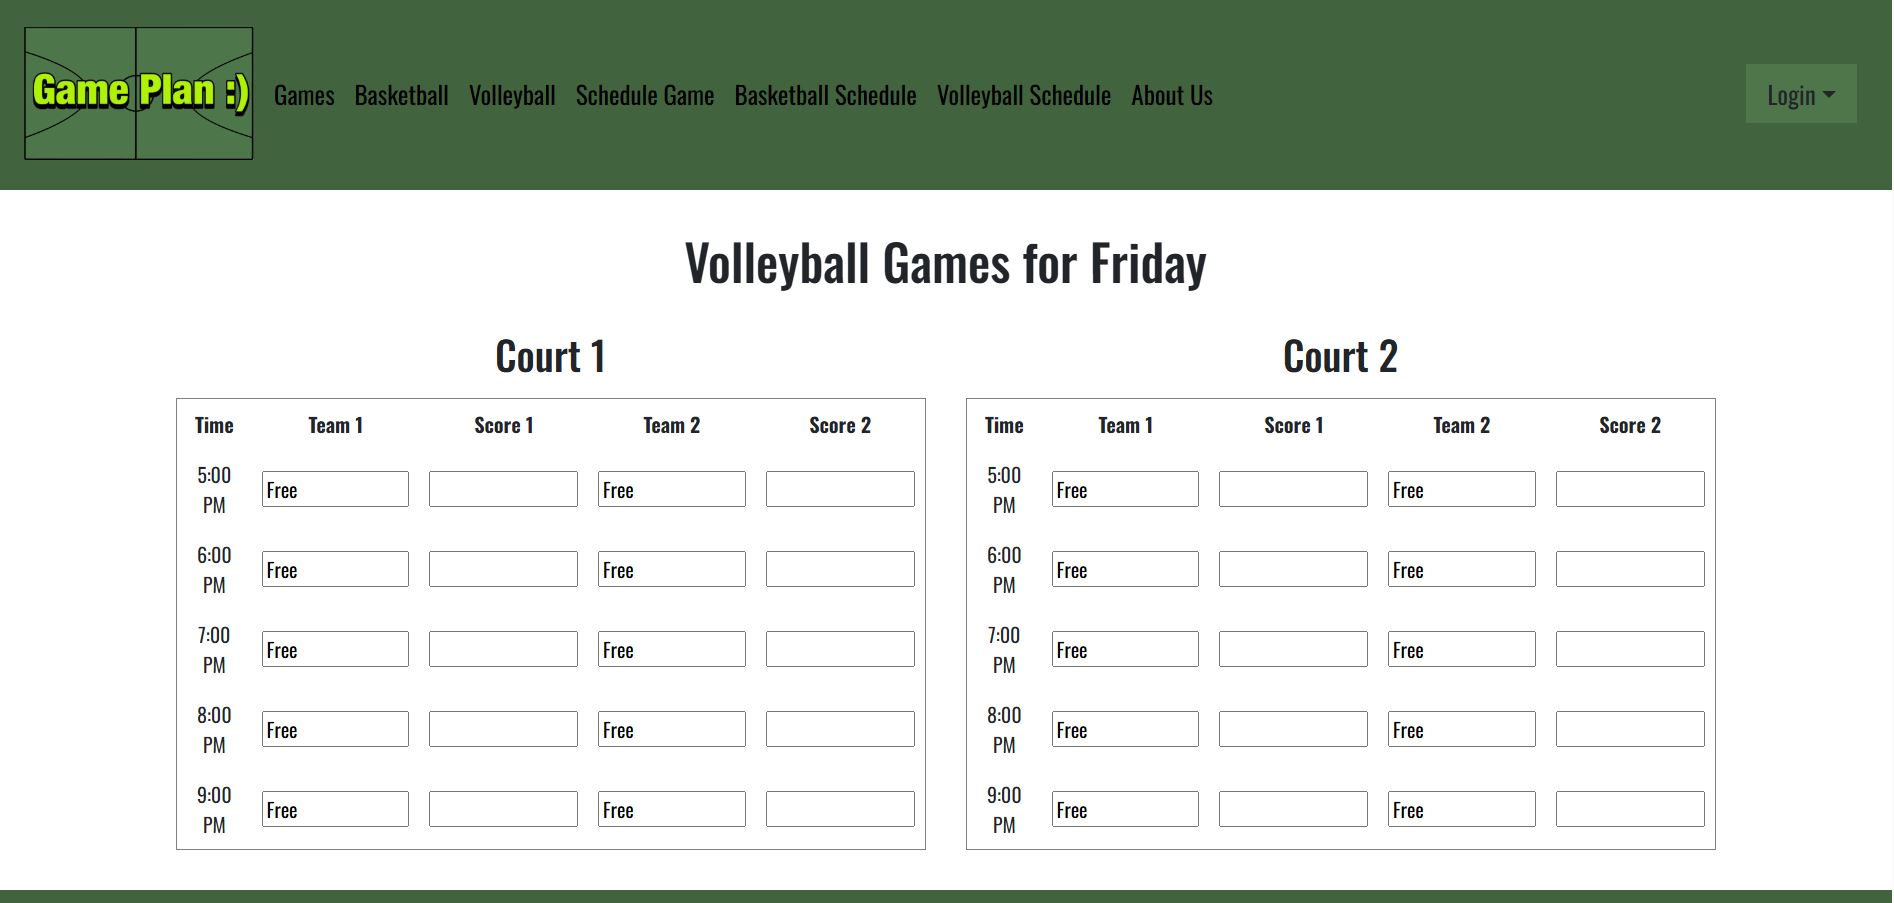 Game Plan :)
Games Basketball Volleyball Schedule Game Basketball Schedule Volleyball Schedule About Us
Login
Volleyball Games for Friday
Court 1
Time Team 1 Score 1 Team 2 Score 2
5:00
PM
Free Free
6:00
PM
Free Free
7:00
PM
Free Free
8:00
PM
Free Free
9:00
PM
Free Free
Court 2
Time Team 1 Score 1 Team 2 Score 2
5:00
PM
Free Free
6:00
PM
Free Free
7:00
PM
Free Free
8:00
PM
Free Free
9:00
PM
Free Free